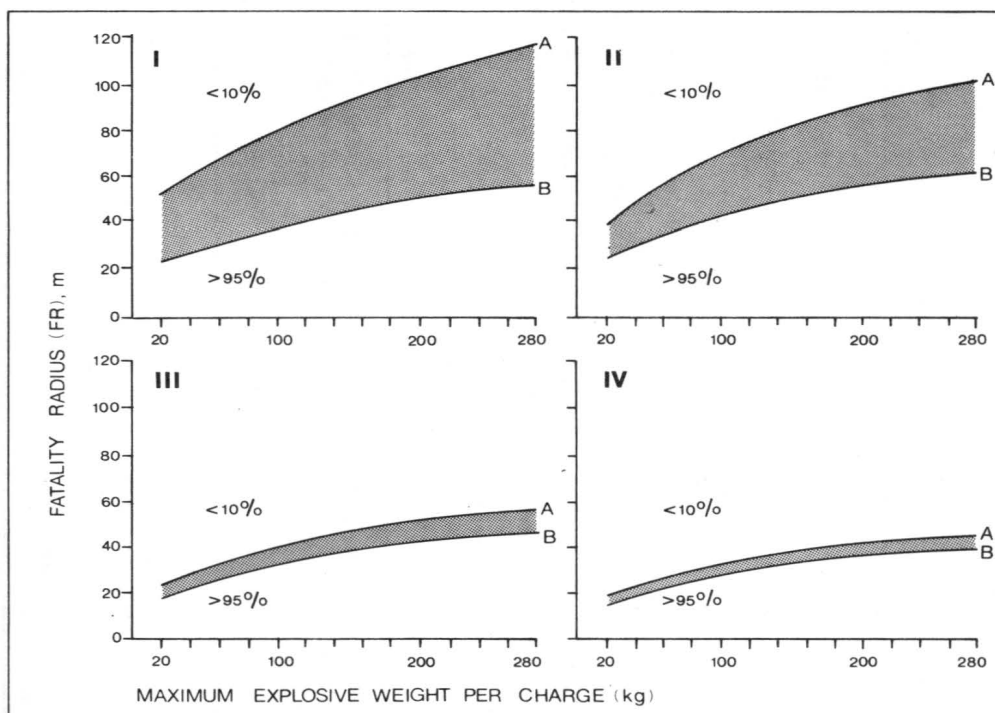 I
<10%
>95%
A
B
120
100
80
60
40
20
0
20
100
200
280
II
<10%
>95%
A
B
20
100
200
280
III
<10%
>95%
A
B
120
100
80
60
40
20
0
20
100
200
280
IV
<10%
>95%
A
B
20
100
200
280
FATALITY RADIUS (FR), m
MAXIMUM EXPLOSIVE WEIGHT PER CHARGE (kg)